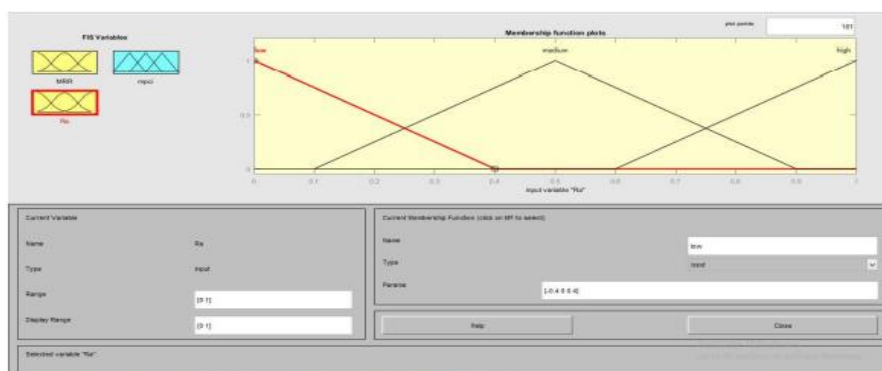 FIS Variables
MRR
mpci
Ra
Membership function plots
plot points:
181
low
medium
high
1
0.5
0
0
0.1
0.2
0.3
0.4
0.5
0.6
0.7
0.8
0.9
1
input variable "Ra"
Current Variable
Name
Ra
Type
input
Range
[0 1]
Display Range
[0 1]
Current Membership Function (click on MF to select)
Name
low
Type
Params
[-0.4 0 0.4]
Help
Close
Selected variable "Ra"